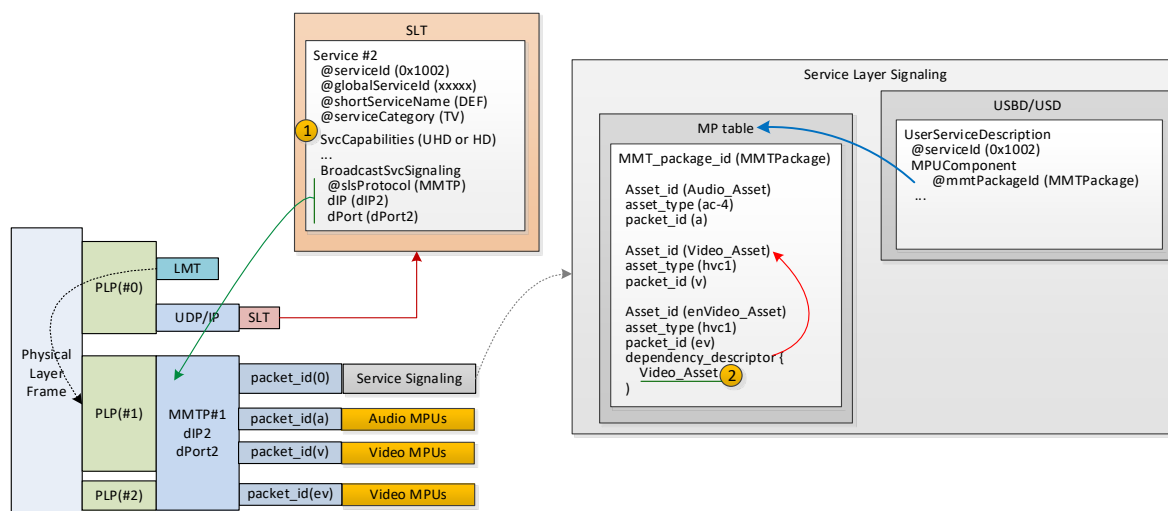 SLT
Service #2
@serviceId (0x1002)
@globalServiceId (xxxxx)
@shortServiceName (DEF)
@serviceCategory (TV)
1
SvcCapabilities (UHD or HD)
...
BroadcastSvcSignaling
@slsProtocol (MMTP)
dIP (dIP2)
dPort (dPort2)
Service Layer Signaling
MP table
MMT_package_id (MMTPackage)
Asset_id (Audio_Asset)
asset_type (ac-4)
packet_id (a)
Asset_id (Video_Asset)
asset_type (hvc1)
packet_id (v)
Asset_id (enVideo_Asset)
asset_type (hvc1)
packet_id (ev)
dependency_descriptor {
Video_Asset
2
}
USBD/USD
UserServiceDescription
@serviceId (0x1002)
MPUComponent
@mmtPackageId (MMTPackage)
...
Physical
Layer
Frame
PLP(#0)
LMT
UDP/IP
SLT
PLP(#1)
PLP(#2)
MMTP#1
dIP2
dPort2
packet_id(0)
Service Signaling
packet_id(a)
Audio MPUs
packet_id(v)
Video MPUs
packet_id(ev)
Video MPUs